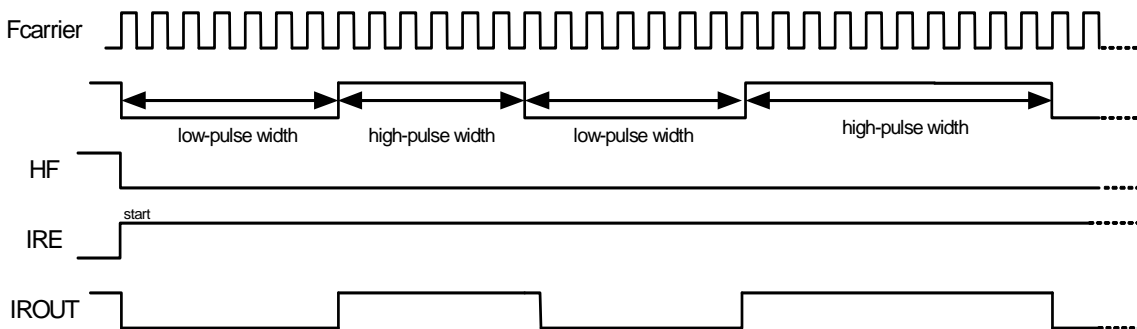 Fcarrier
low-pulse width
high-pulse width
low-pulse width
high-pulse width
HF
start
IRE
IROUT